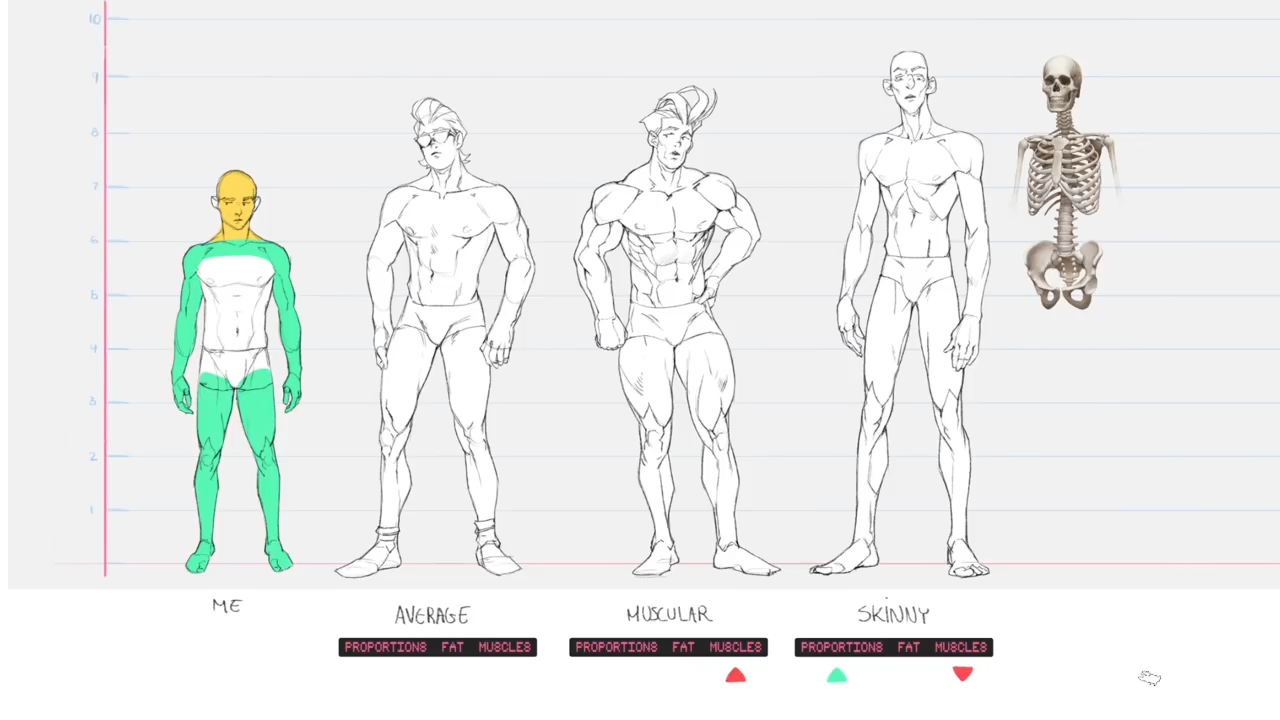 10
9
8
7
6
5
4
3
2
1
ME
AVERAGE
MUSCULAR
SKINNY
PROPORTIONS FAT MUSCLES
PROPORTIONS FAT MUSCLES
PROPORTIONS FAT MUSCLES